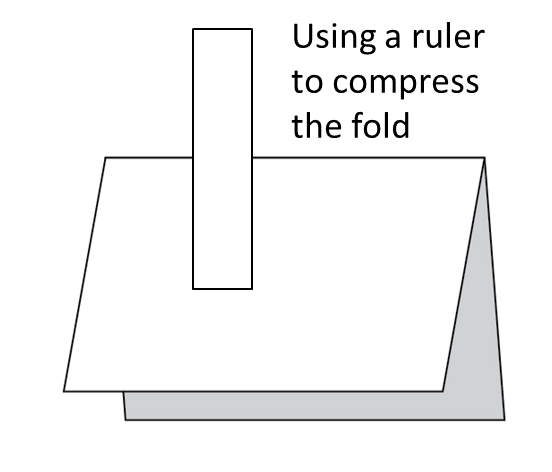 Using a ruler
to compress
the fold